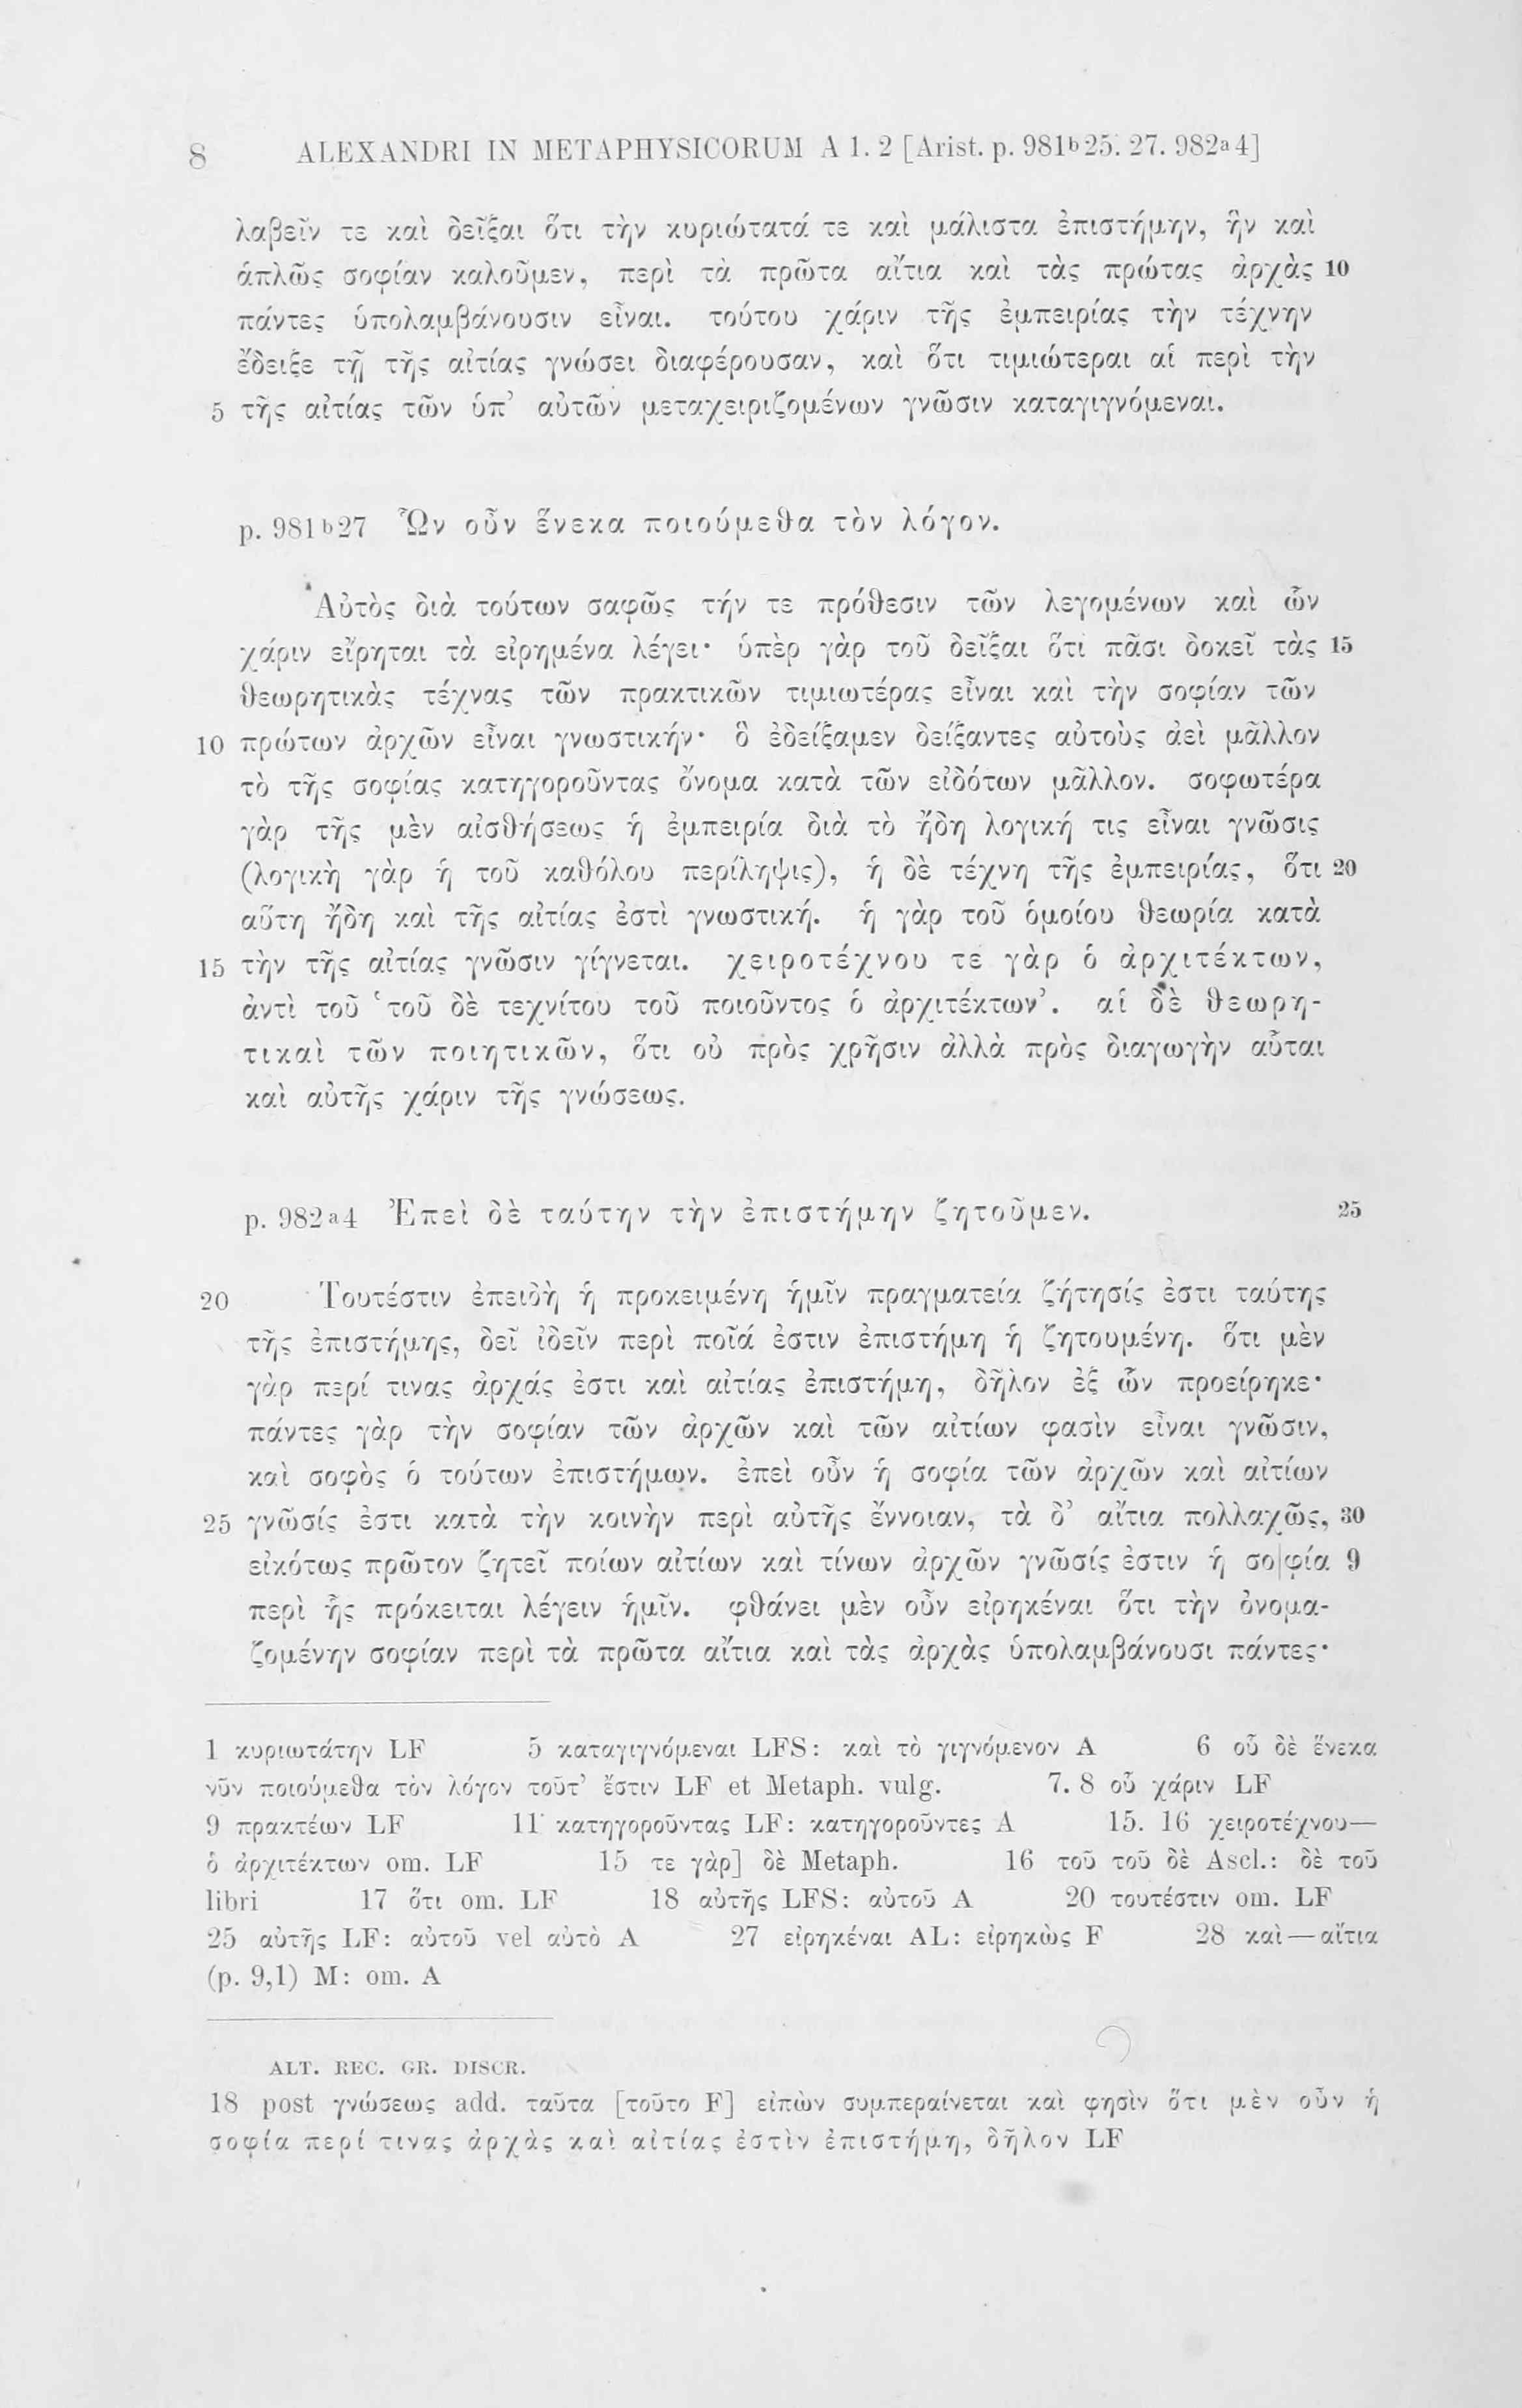 8 ALEXANDRI IN METAPHYSICORUM A 1. 2 [Arist. p. 981b25. 27. 982a4]
λαβεῖν τε καὶ δεῖξαι ὅτι τὴν κυριώτατά τε καὶ μάλιστα ἐπιστήμην, ἣν καὶ
ἁπλῶς σοφίαν καλοῦμεν, περὶ τὰ πρῶτα αἴτια καὶ τὰς πρώτας ἀρχὰς 10
πάντες ὑπολαμβάνουσιν εἶναι. τούτου χάριν τῆς ἐμπειρίας τὴν τέχνην
ἔδειξε τῇ τῆς αἰτίας γνώσει διαφέρουσαν, καὶ ὅτι τιμιώτεραι αἱ περὶ τὴν
5 τῆς αἰτίας τῶν ὑπ’ αὐτῶν μεταχειριζομένων γνῶσιν καταγιγνόμεναι.
p. 981b27 Ὧν οὖν ἕνεκα ποιούμεθα τὸν λόγον.
Αὐτὸς διὰ τούτων σαφῶς τήν τε πρόθεσιν τῶν λεγομένων καὶ ὧν
χάριν εἴρηται τὰ εἰρημένα λέγει· ὑπὲρ γὰρ τοῦ δεῖξαι ὅτι πᾶσι δοκεῖ τὰς 15
θεωρητικὰς τέχνας τῶν πρακτικῶν τιμιωτέρας εἶναι καὶ τὴν σοφίαν τῶν
10 πρώτων ἀρχῶν εἶναι γνωστικήν· ὃ ἐδείξαμεν δείξαντες αὐτοὺς ἀεὶ μᾶλλον
τὸ τῆς σοφίας κατηγοροῦντας ὄνομα κατὰ τῶν εἰδότων μᾶλλον. σοφωτέρα
γὰρ τῆς μὲν αἰσθήσεως ἡ ἐμπειρία διὰ τὸ ἤδη λογική τις εἶναι γνῶσις
(λογικὴ γὰρ ἡ τοῦ καθόλου περίληψις), ἡ δὲ τέχνη τῆς ἐμπειρίας, ὅτι 20
αὕτη ἤδη καὶ τῆς αἰτίας ἐστὶ γνωστική. ἡ γὰρ τοῦ ὁμοίου θεωρία κατὰ
15 τὴν τῆς αἰτίας γνῶσιν γίγνεται. χειροτέχνου τε γὰρ ὁ ἀρχιτέκτων,
ἀντὶ τοῦ ‘τοῦ δὲ τεχνίτου τοῦ ποιοῦντος ὁ ἀρχιτέκτων’. αἱ δὲ θεωρη-
τικαὶ τῶν ποιητικῶν, ὅτι οὐ πρὸς χρῆσιν ἀλλὰ πρὸς διαγωγὴν αὗται
καὶ αὐτῆς χάριν τῆς γνώσεως.
p. 982a4 Ἐπεὶ δὲ ταύτην τὴν ἐπιστήμην ζητοῦμεν. 25
20 Τουτέστιν ἐπειδὴ ἡ προκειμένη ἡμῖν πραγματεία ζήτησίς ἐστι ταύτης
τῆς ἐπιστήμης, δεῖ ἰδεῖν περὶ ποῖά ἐστιν ἐπιστήμη ἡ ζητουμένη. ὅτι μὲν
γὰρ περί τινας ἀρχάς ἐστι καὶ αἰτίας ἐπιστήμη, δῆλον ἐξ ὧν προείρηκε·
πάντες γὰρ τὴν σοφίαν τῶν ἀρχῶν καὶ τῶν αἰτίων φασὶν εἶναι γνῶσιν,
καὶ σοφὸς ὁ τούτων ἐπιστήμων. ἐπεὶ οὖν ἡ σοφία τῶν ἀρχῶν καὶ αἰτίων
25 γνῶσίς ἐστι κατὰ τὴν κοινὴν περὶ αὐτῆς ἔννοιαν, τὰ δ’ αἴτια πολλαχῶς, 30
εἰκότως πρῶτον ζητεῖ ποίων αἰτίων καὶ τίνων ἀρχῶν γνῶσίς ἐστιν ἡ σο|φία 9
περὶ ἧς πρόκειται λέγειν ἡμῖν. φθάνει μὲν οὖν εἰρηκέναι ὅτι τὴν ὀνομα-
ζομένην σοφίαν περὶ τὰ πρῶτα αἴτια καὶ τὰς ἀρχὰς ὑπολαμβάνουσι πάντες·
1 κυριωτάτην LF 5 καταγιγνόμεναι LFS: καὶ τὸ γιγνόμενον A 6 οὗ δὲ ἕνεκα
νῦν ποιούμεθα τὸν λόγον τοῦτ’ ἔστιν LF et Metaph. vulg. 7. 8 οὗ χάριν LF
9 πρακτέων LF 11 κατηγοροῦντας LF: κατηγοροῦντες A 15. 16 χειροτέχνου—
ὁ ἀρχιτέκτων om. LF 15 τε γὰρ] δὲ Metaph. 16 τοῦ τοῦ δὲ Ascl.: δὲ τοῦ
libri 17 ὅτι om. LF 18 αὐτῆς LFS: αὐτοῦ A 20 τουτέστιν om. LF
25 αὐτῆς LF: αὐτοῦ vel αὐτὸ A 27 εἰρηκέναι AL: εἰρηκὼς F 28 καὶ—αἴτια
(p. 9,1) M: om. A
ALT. REC. GR. DISCR.
18 post γνώσεως add. ταῦτα [τοῦτο F] εἰπὼν συμπεραίνεται καὶ φησὶν ὅτι μὲν οὖν ἡ
σοφία περί τινας ἀρχὰς καὶ αἰτίας ἐστὶν ἐπιστήμη, δῆλον LF